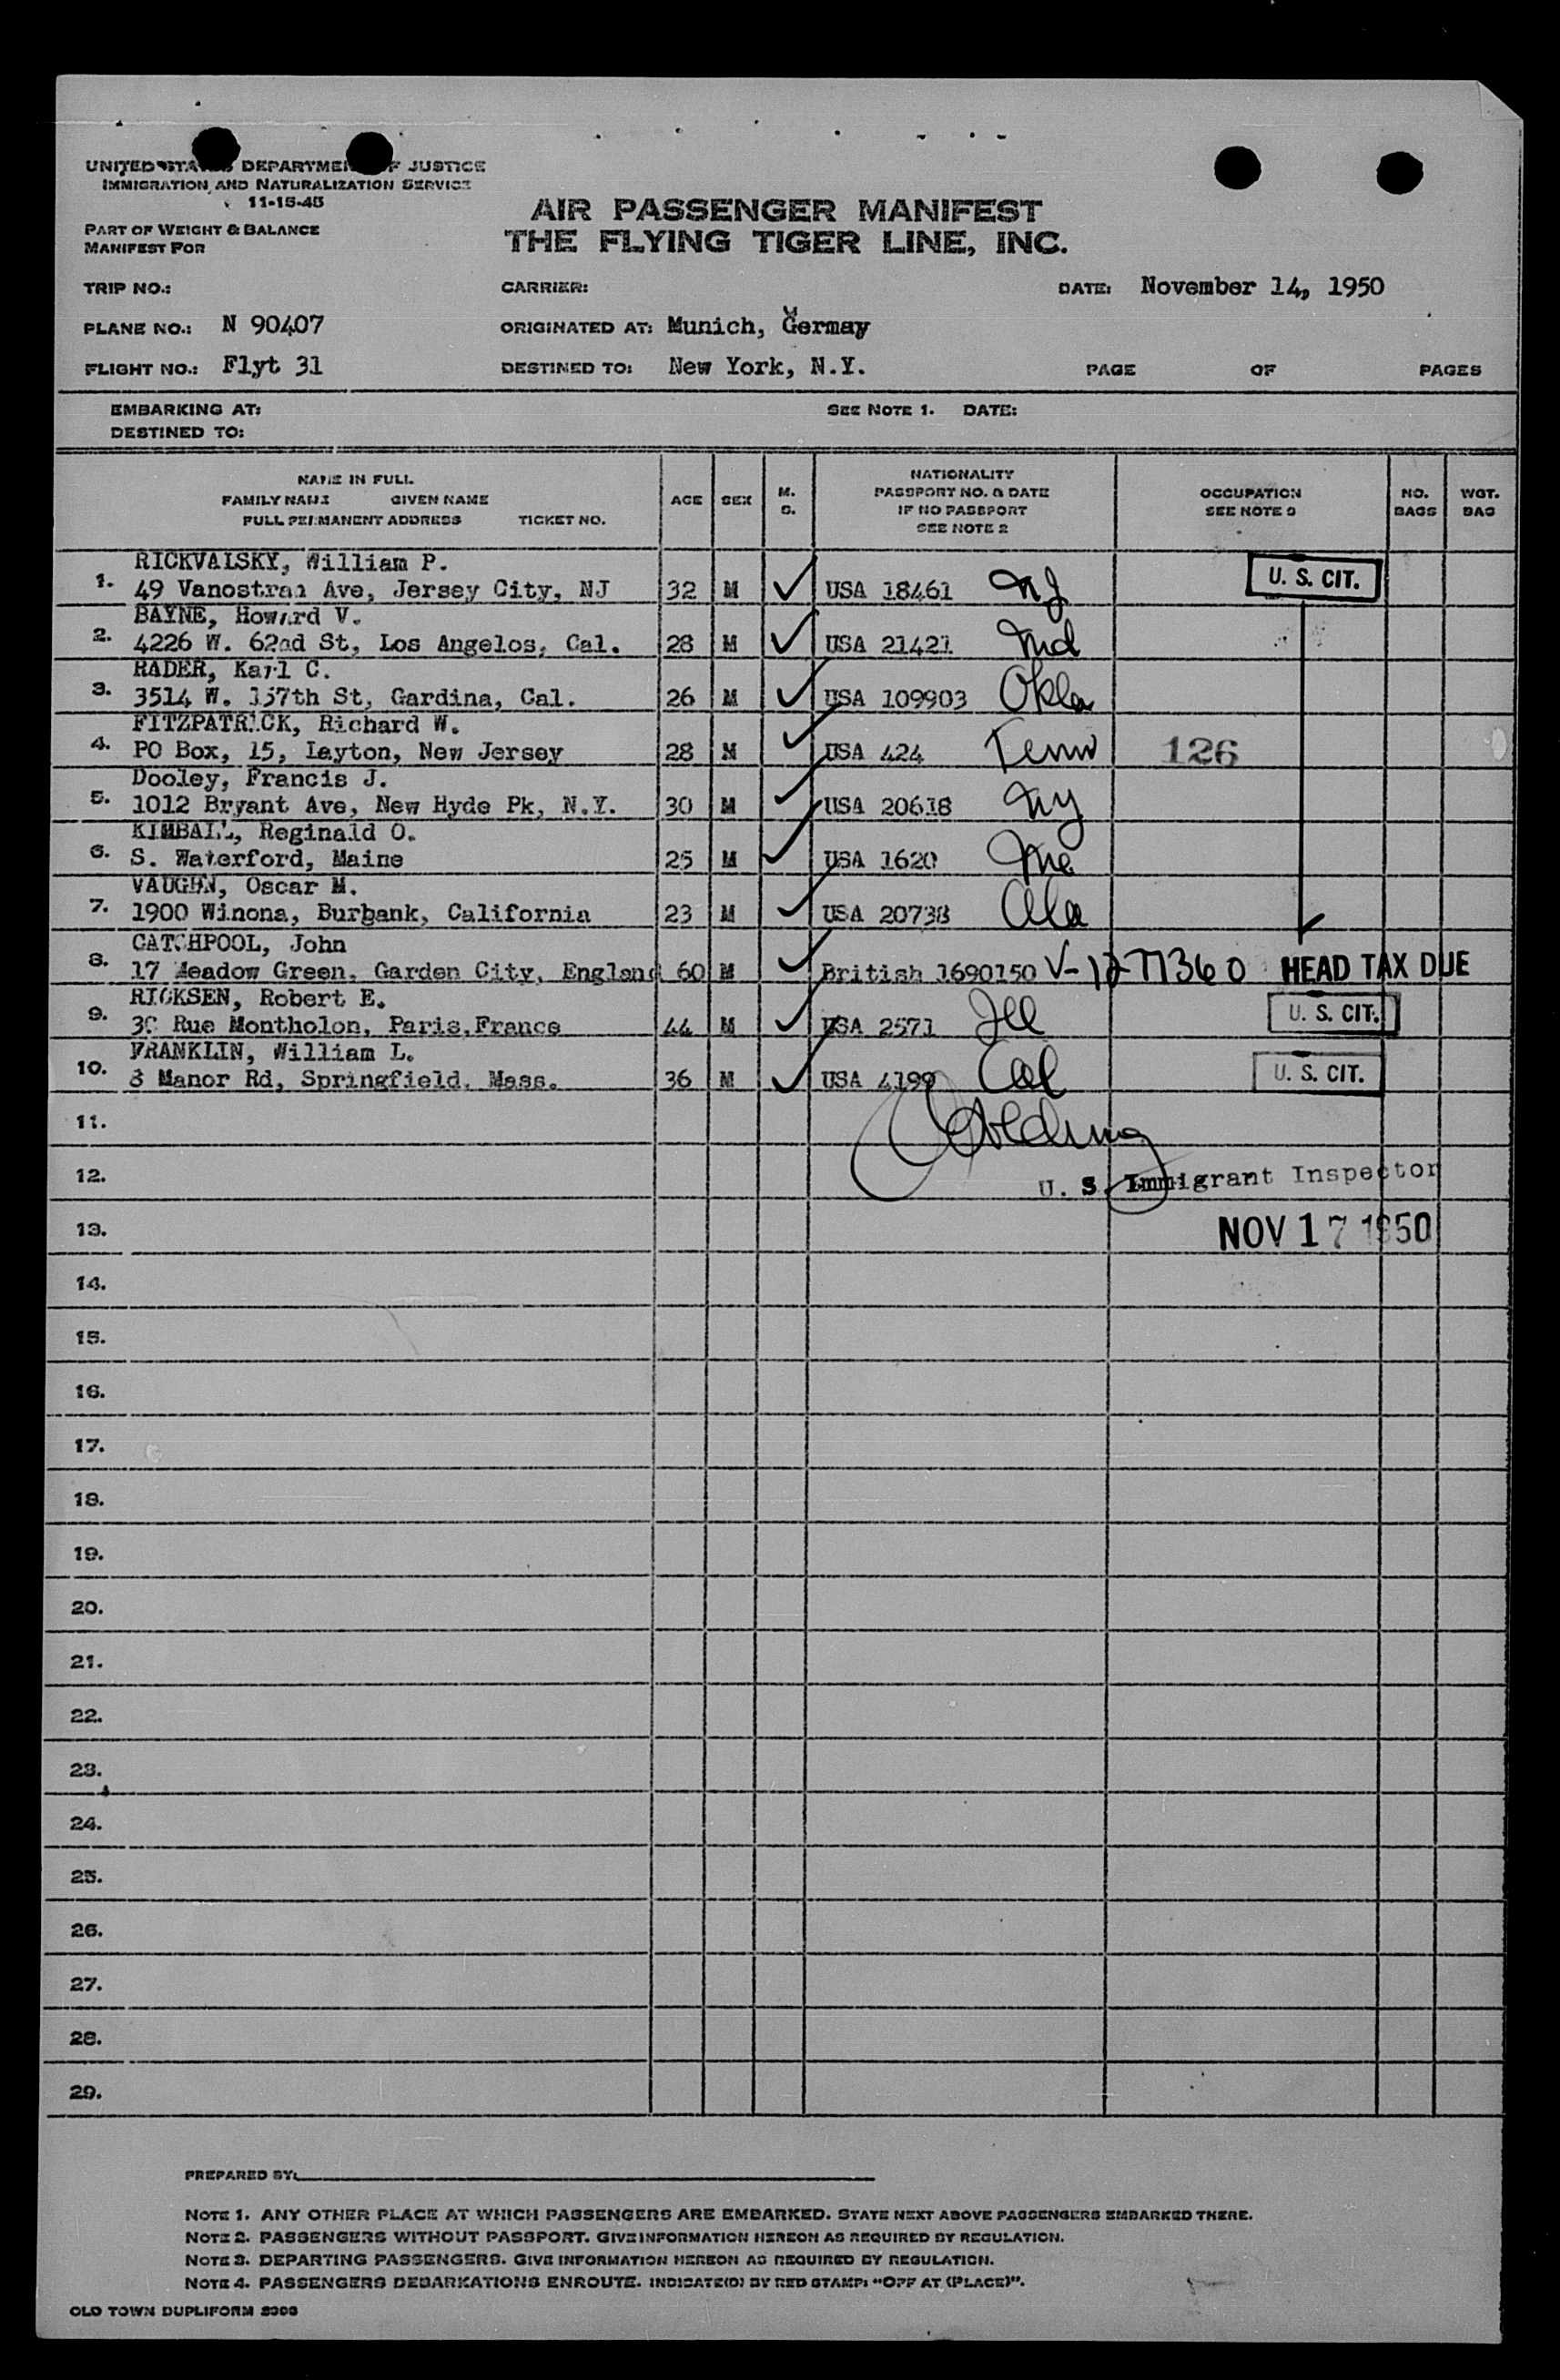 UNITED STATES DEPARTMENT OF JUSTICE
IMMIGRATION AND NATURALIZATION SERVICE
11-15-45
PART OF WEIGHT & BALANCE
MANIFEST FOR
AIR PASSENGER MANIFEST
THE FLYING TIGER LINE, INC.
TRIP NO.:
CARRIER:
DATE: November 14, 1950
PLANE NO.: N 90407
ORIGINATED AT: Munich, Germay
FLIGHT NO.: Flyt 31
DESTINED TO: New York, N.Y.
PAGE OF PAGES
EMBARKING AT:
SEE NOTE 1. DATE:
DESTINED TO:
NAME IN FULL
FAMILY NAME GIVEN NAME
FULL PERMANENT ADDRESS TICKET NO.
AGE
SEX
M.
S.
NATIONALITY
PASSPORT NO. & DATE
IF NO PASSPORT
SEE NOTE 2
OCCUPATION
SEE NOTE 3
NO.
BAGS
WGT.
BAG
RICKVALSKY, William P.
1. 49 Vanostran Ave, Jersey City, NJ 32 M USA 18461 NJ U. S. CIT.
BAYNE, Howard V.
2. 4226 W. 62nd St, Los Angelos, Cal. 28 M USA 21421 Md
RADER, Karl C.
3. 3514 W. 157th St, Gardina, Cal. 26 M USA 109903 Okla
FITZPATRICK, Richard W.
4. PO Box, 15, Layton, New Jersey 28 M USA 424 Tenn 126
Dooley, Francis J.
5. 1012 Bryant Ave, New Hyde Pk, N.Y. 30 M USA 20618 NY
KIMBALL, Reginald O.
6. S. Waterford, Maine 25 M USA 1620 Me
VAUGHN, Oscar M.
7. 1900 Winona, Burbank, California 23 M USA 20738 Ala
CATCHPOOL, John
8. 17 Meadow Green, Garden City, England 60 M British 1690150 V-1277360 HEAD TAX DUE
RICKSEN, Robert E.
9. 30 Rue Montholon, Paris, France 44 M USA 2571 Ill U. S. CIT.
FRANKLIN, William L.
10. 8 Manor Rd, Springfield, Mass. 36 M USA 4199 Cal U. S. CIT.
11.
12. U. S. Immigrant Inspector
13. NOV 17 1950
14.
15.
16.
17.
18.
19.
20.
21.
22.
23.
24.
25.
26.
27.
28.
29.
PREPARED BY:
NOTE 1. ANY OTHER PLACE AT WHICH PASSENGERS ARE EMBARKED. STATE NEXT ABOVE PASSENGERS EMBARKED THERE.
NOTE 2. PASSENGERS WITHOUT PASSPORT. GIVE INFORMATION HEREON AS REQUIRED BY REGULATION.
NOTE 3. DEPARTING PASSENGERS. GIVE INFORMATION HEREON AS REQUIRED BY REGULATION.
NOTE 4. PASSENGERS DEBARKATIONS ENROUTE. INDICATE(D) BY RED STAMP: "OFF AT (PLACE)".
OLD TOWN DUPLIFORM